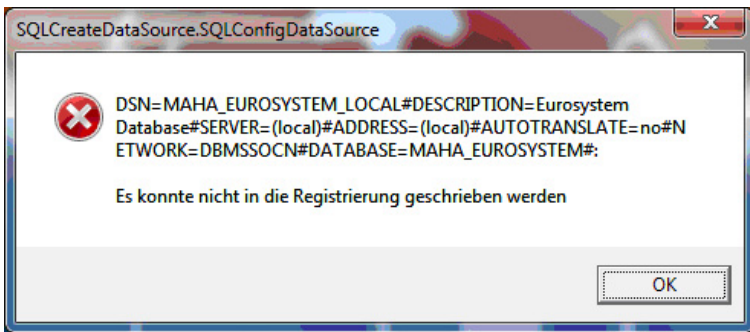 SQLCreateDataSource.SQLConfigDataSource
DSN=MAHA_EUROSYSTEM_LOCAL#DESCRIPTION=Eurosystem
Database#SERVER=(local)#ADDRESS=(local)#AUTOTRANSLATE=no#N
ETWORK=DBMSSOCN#DATABASE=MAHA_EUROSYSTEM#:
Es konnte nicht in die Registrierung geschrieben werden
OK